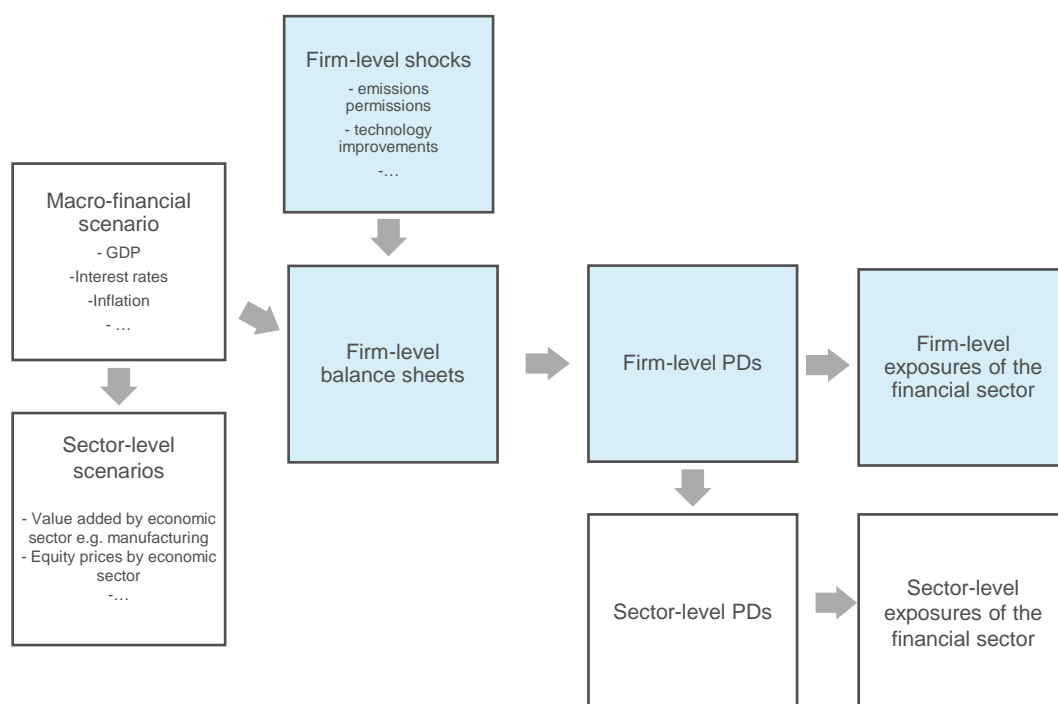 Firm-level shocks
- emissions
permissions
- technology
improvements
-…
Macro-financial
scenario
- GDP
-Interest rates
-Inflation
- …
Firm-level
balance sheets
Firm-level PDs
Firm-level
exposures of the
financial sector
Sector-level
scenarios
- Value added by economic
sector e.g. manufacturing
- Equity prices by economic
sector
-…
Sector-level PDs
Sector-level
exposures of the
financial sector